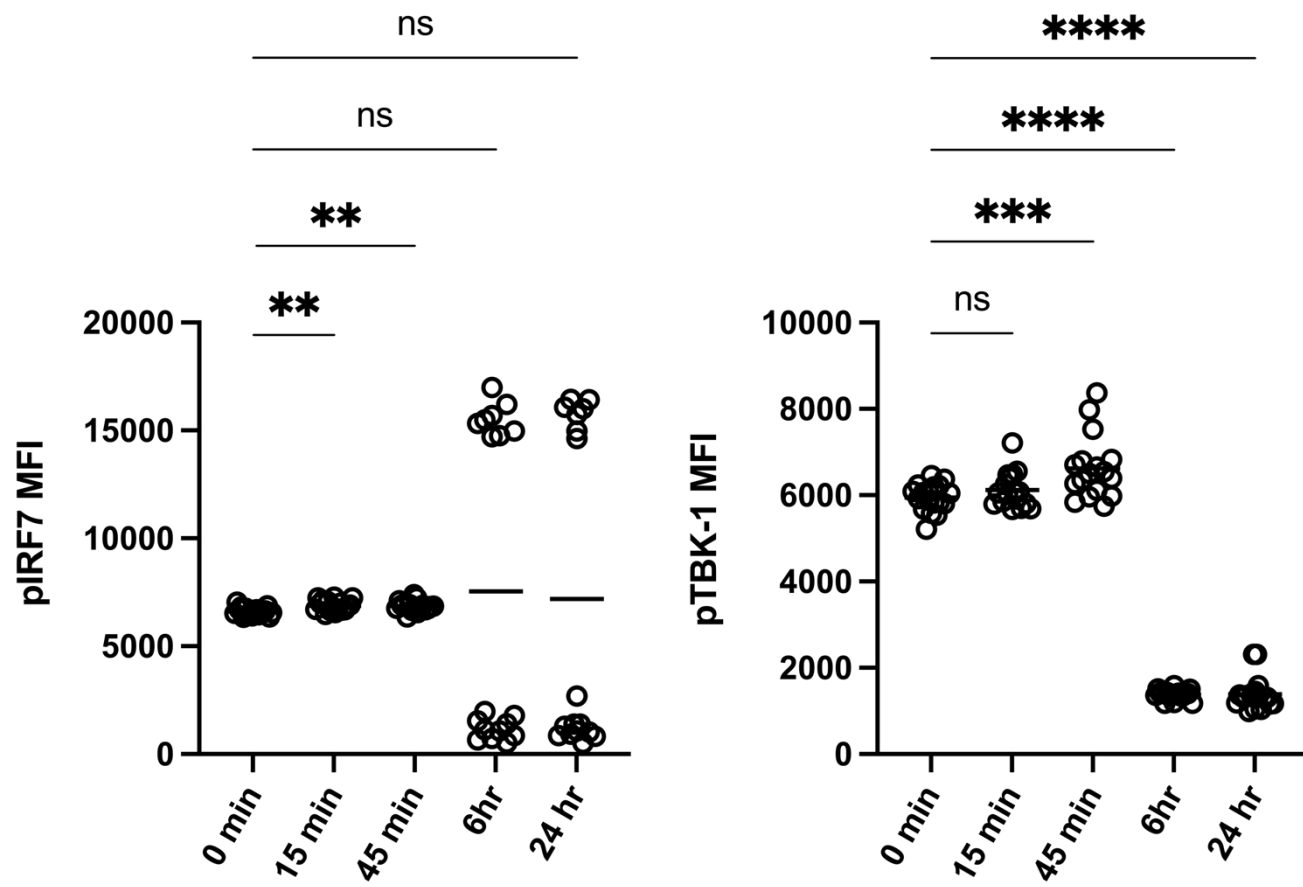 ns
ns
**
**
20000
15000
10000
5000
0
pIRF7 MFI
0 min
15 min
45 min
6hr
24 hr
****
****
***
ns
10000
8000
6000
4000
2000
0
pTBK-1 MFI
0 min
15 min
45 min
6hr
24 hr